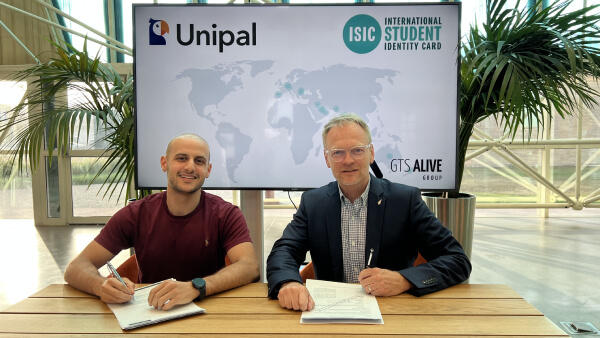 Unipal
ISIC
INTERNATIONAL
STUDENT
IDENTITY CARD
GTS ALIVE
GROUP